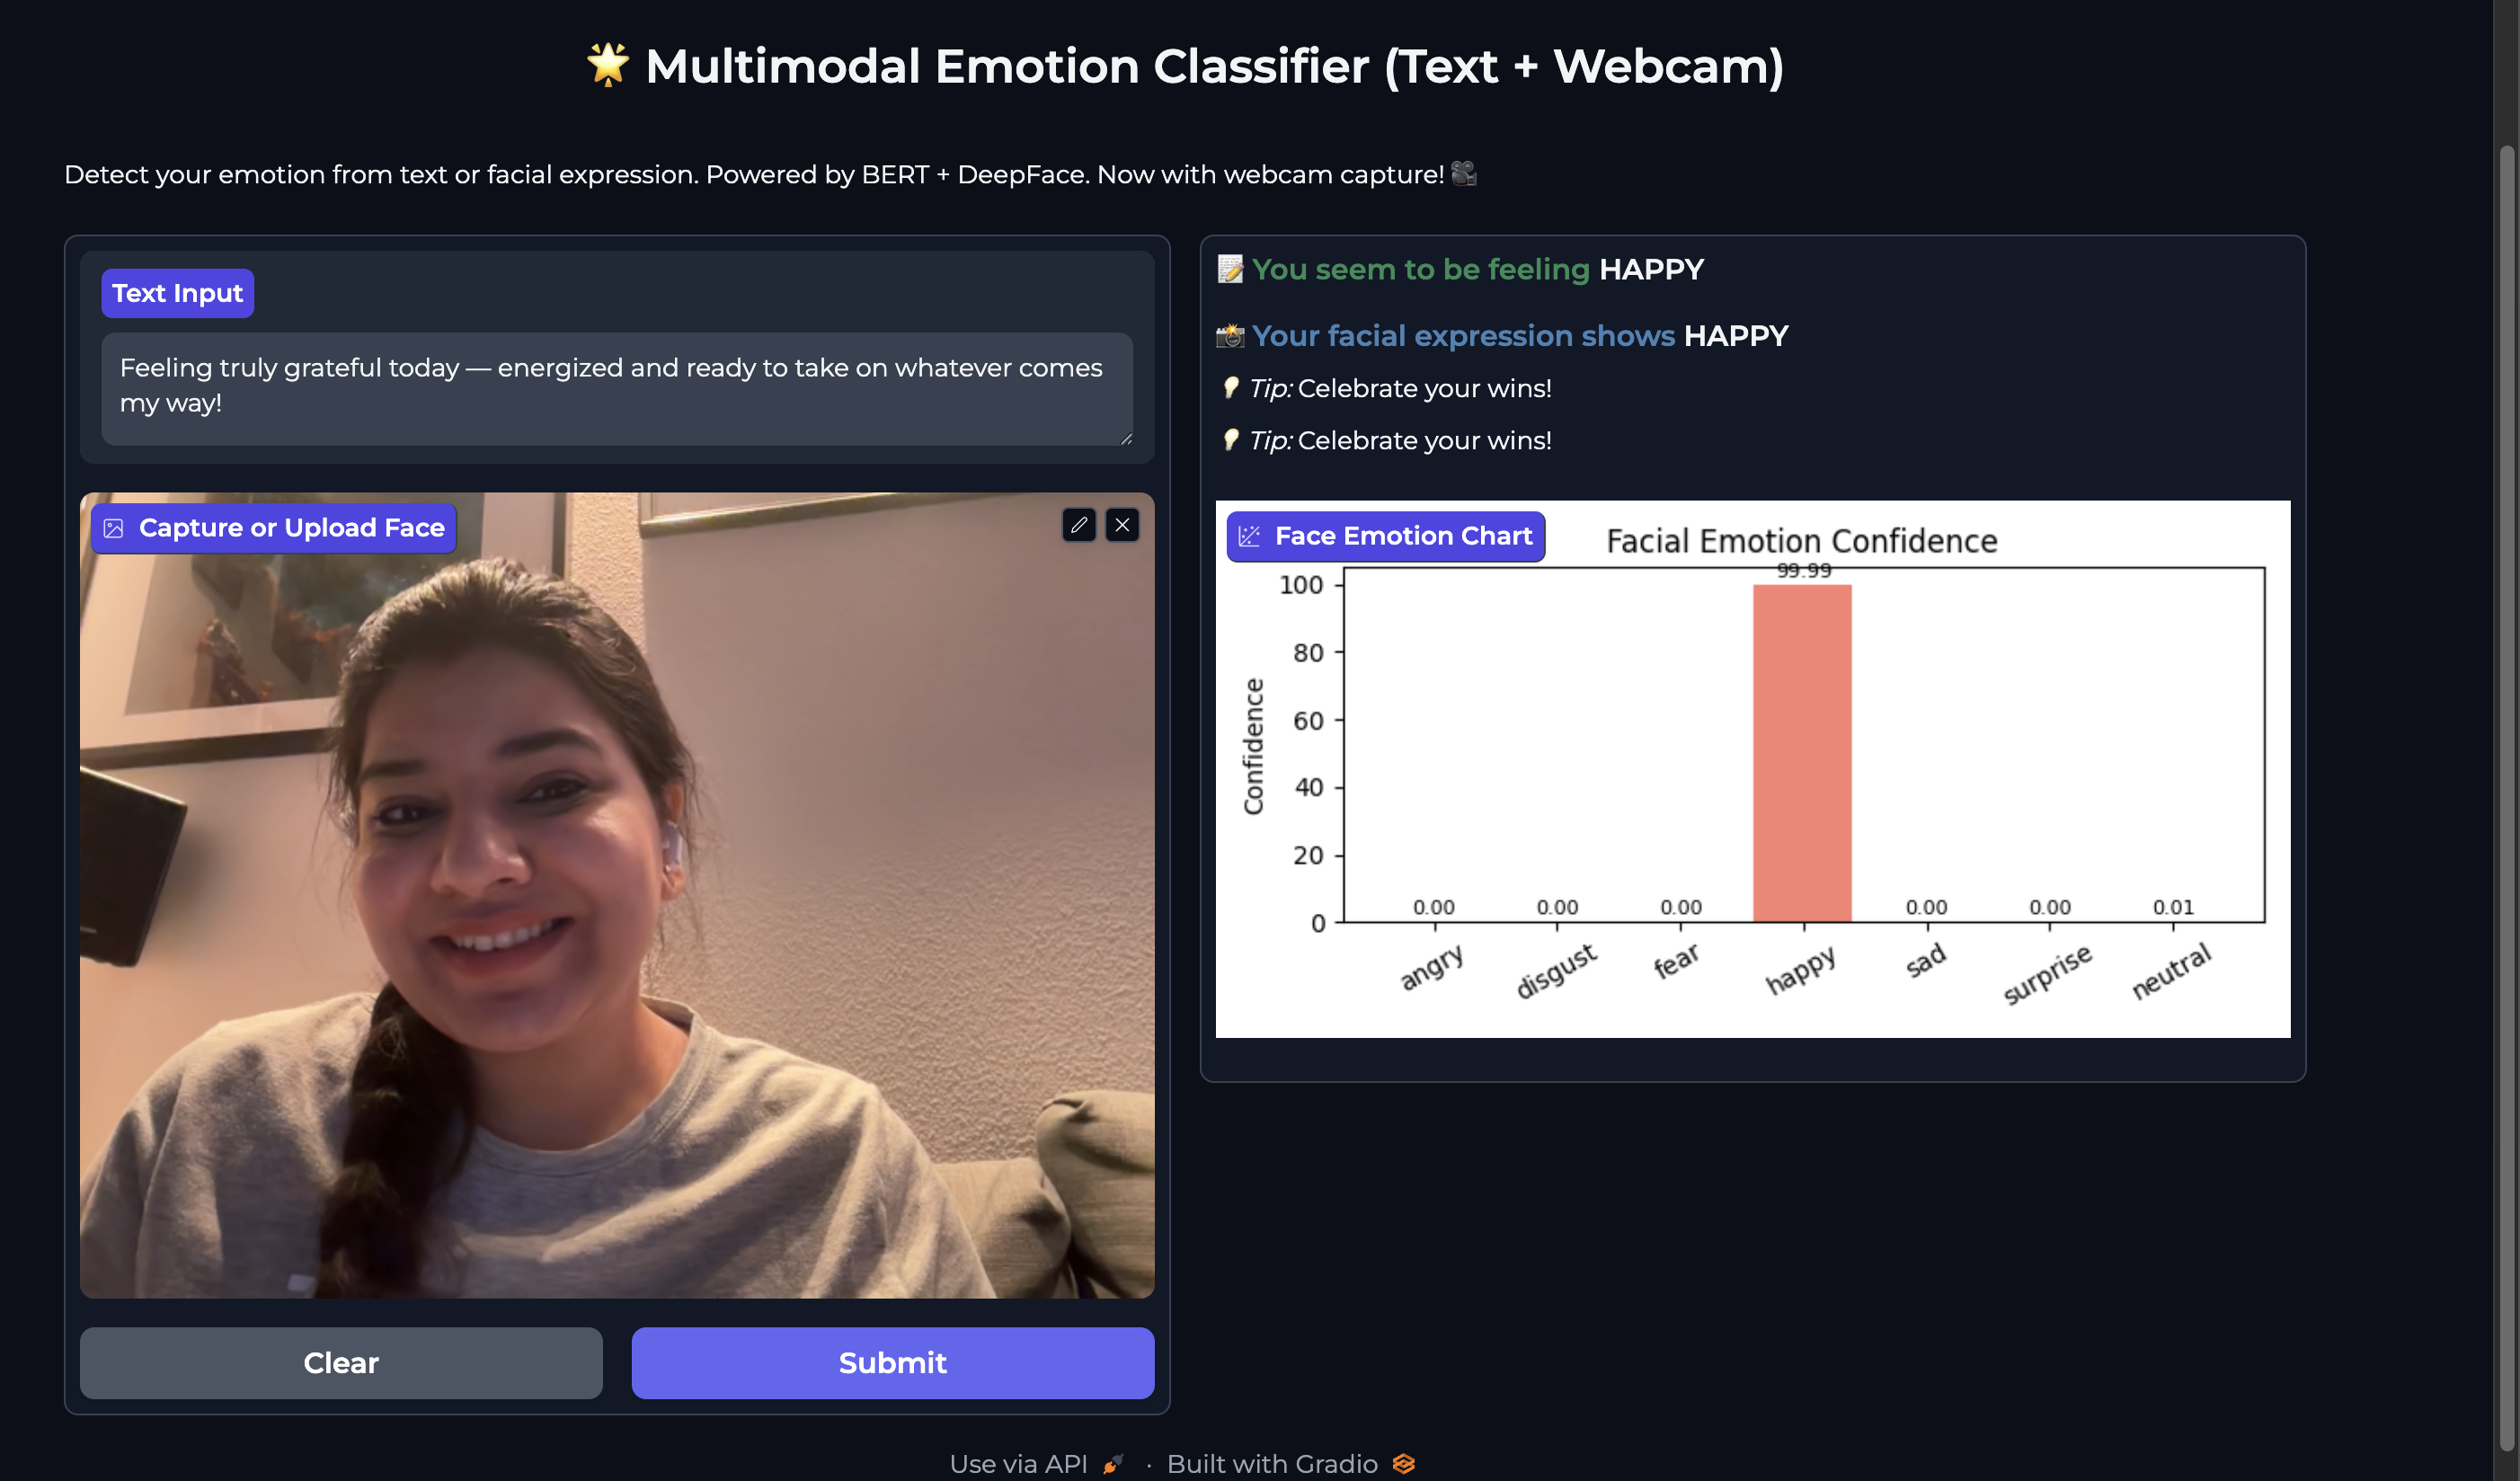 🌟 Multimodal Emotion Classifier (Text + Webcam)
Detect your emotion from text or facial expression. Powered by BERT + DeepFace. Now with webcam capture! 🎥
Text Input
Feeling truly grateful today — energized and ready to take on whatever comes
my way!
Capture or Upload Face
Clear
Submit
📝 You seem to be feeling HAPPY
📸 Your facial expression shows HAPPY
💡 Tip: Celebrate your wins!
💡 Tip: Celebrate your wins!
Face Emotion Chart
Facial Emotion Confidence
99.99
100
80
60
40
20
0
Confidence
0.00 0.00 0.00 0.00 0.00 0.01
angry disgust fear happy sad surprise neutral
Use via API 🚀 · Built with Gradio